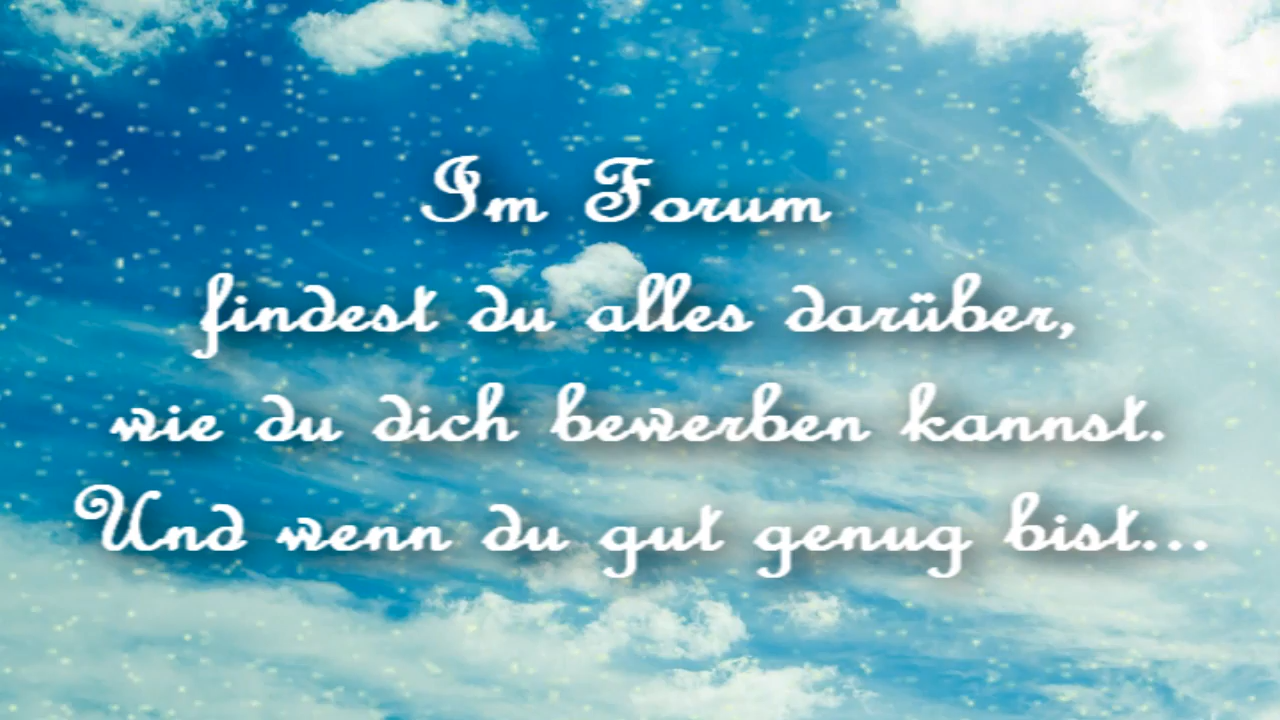 Im Forum
findest du alles darüber,
wie du dich bewerben kannst.
Und wenn du gut genug bist...